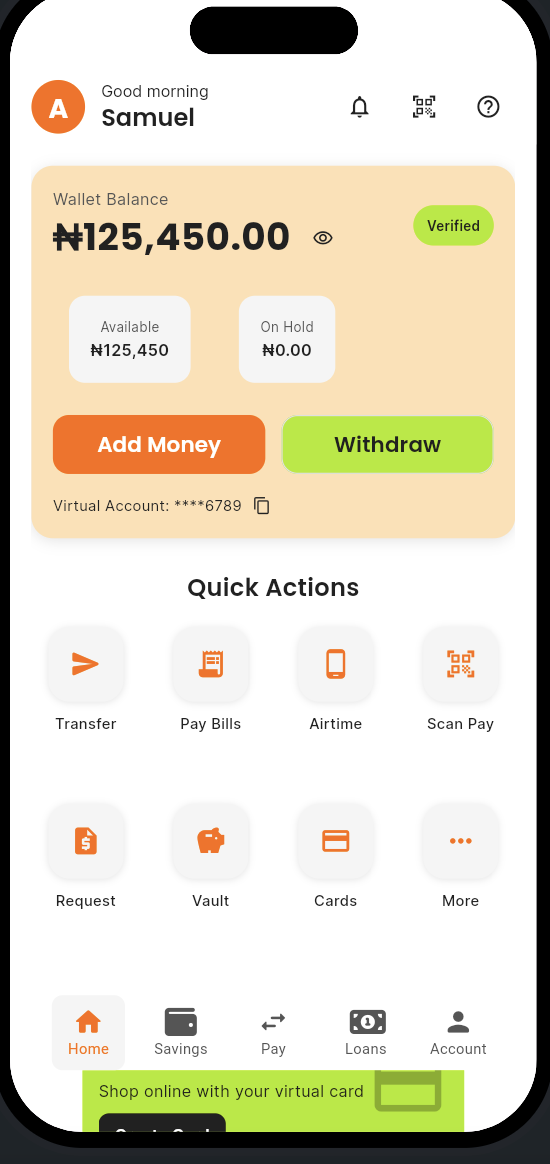 A
Good morning
Samuel
Wallet Balance
₦125,450.00
Verified
Available
₦125,450
On Hold
₦0.00
Add Money
Withdraw
Virtual Account: ****6789
Quick Actions
Transfer
Pay Bills
Airtime
Scan Pay
Request
Vault
Cards
More
Home
Savings
Pay
Loans
Account
Shop online with your virtual card